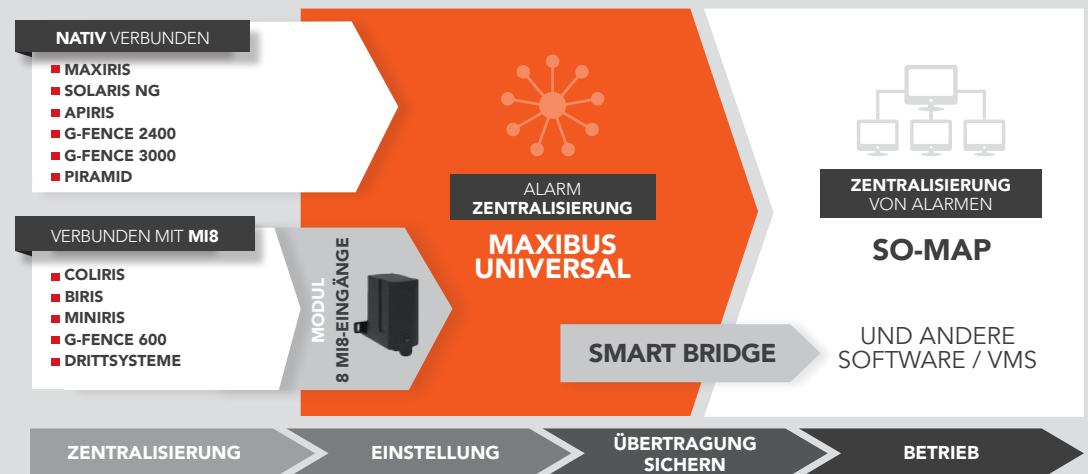 NATIV VERBUNDEN
MAXIRIS
SOLARIS NG
APIRIS
G-FENCE 2400
G-FENCE 3000
PIRAMID
VERBUNDEN MIT MI8
COLIRIS
BIRIS
MINIRIS
G-FENCE 600
DRITTSYSTEME
MODUL
8 MI8-EINGÄNGE
ALARM
ZENTRALISIERUNG
MAXIBUS
UNIVERSAL
SMART BRIDGE
ZENTRALISIERUNG
VON ALARMEN
SO-MAP
UND ANDERE
SOFTWARE / VMS
ZENTRALISIERUNG
EINSTELLUNG
ÜBERTRAGUNG
SICHERN
BETRIEB